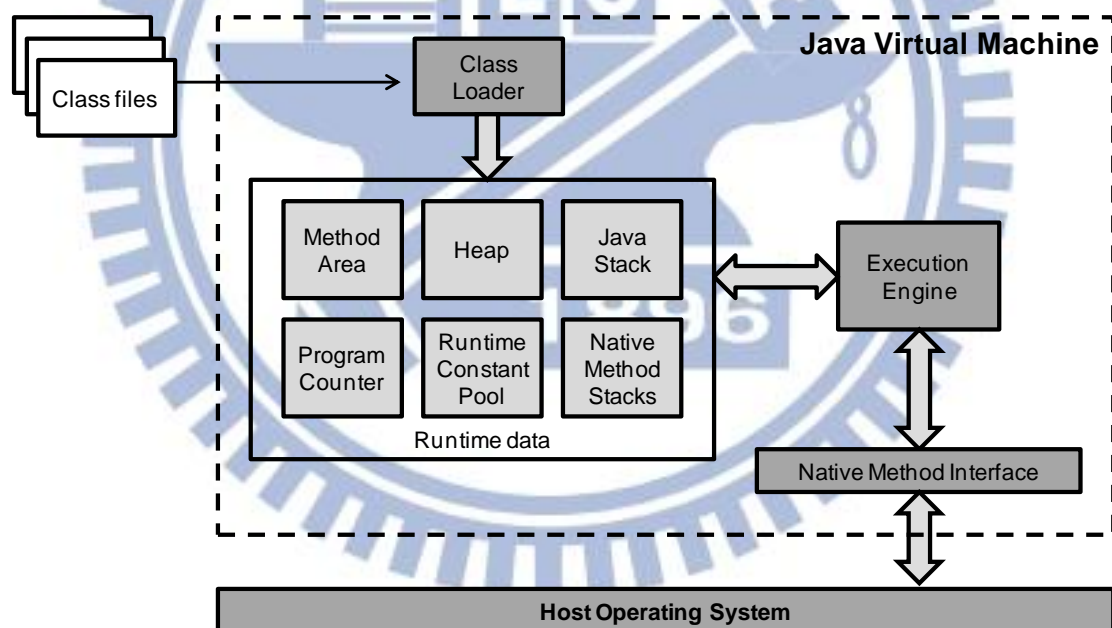 Java Virtual Machine
Class
Loader
Class files
Method
Area
Heap
Java
Stack
Execution
Engine
Program
Counter
Runtime
Constant
Pool
Native
Method
Stacks
Runtime data
Native Method Interface
Host Operating System
1896